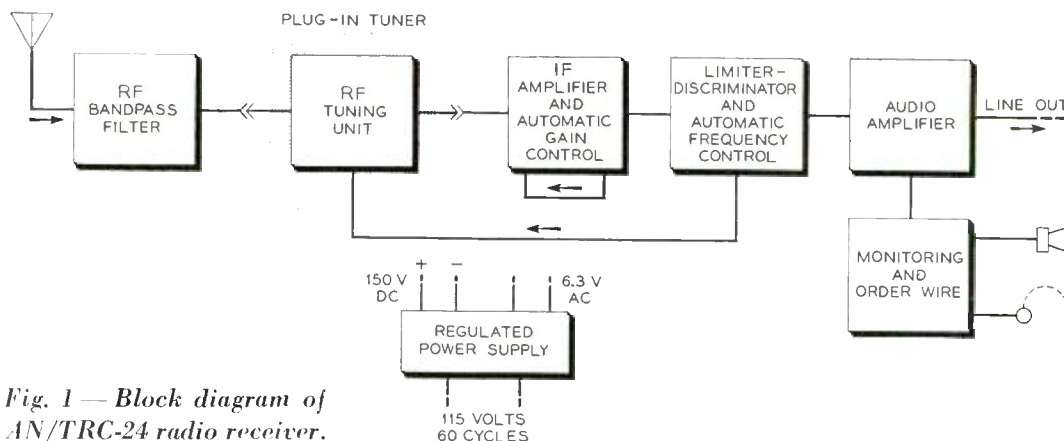 PLUG-IN TUNER
RF
BANDPASS
FILTER
RF
TUNING
UNIT
IF
AMPLIFIER
AND
AUTOMATIC
GAIN
CONTROL
LIMITER-
DISCRIMINATOR
AND
AUTOMATIC
FREQUENCY
CONTROL
AUDIO
AMPLIFIER
LINE OUT
MONITORING
AND
ORDER WIRE
+ −
150 V
DC
6.3 V
AC
REGULATED
POWER SUPPLY
115 VOLTS
60 CYCLES
Fig. 1 — Block diagram of
AN/TRC-24 radio receiver.